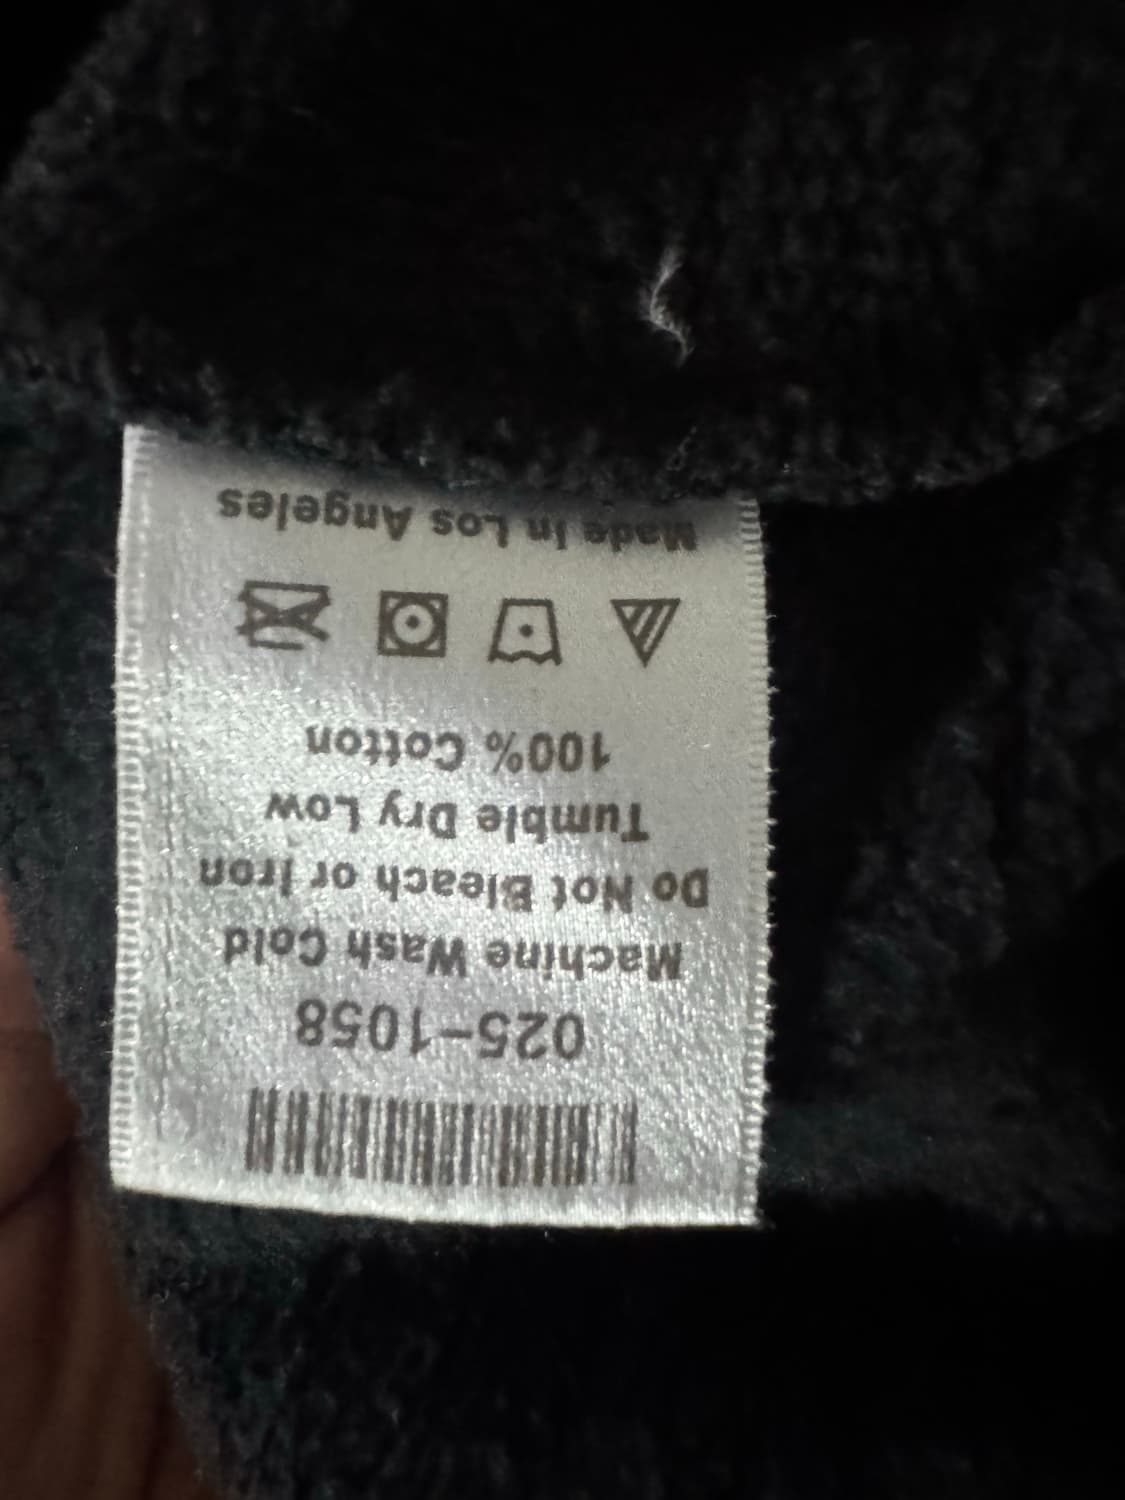 025-1058
Machine Wash Cold
Do Not Bleach or Iron
Tumble Dry Low
100% Cotton
Made In Los Angeles